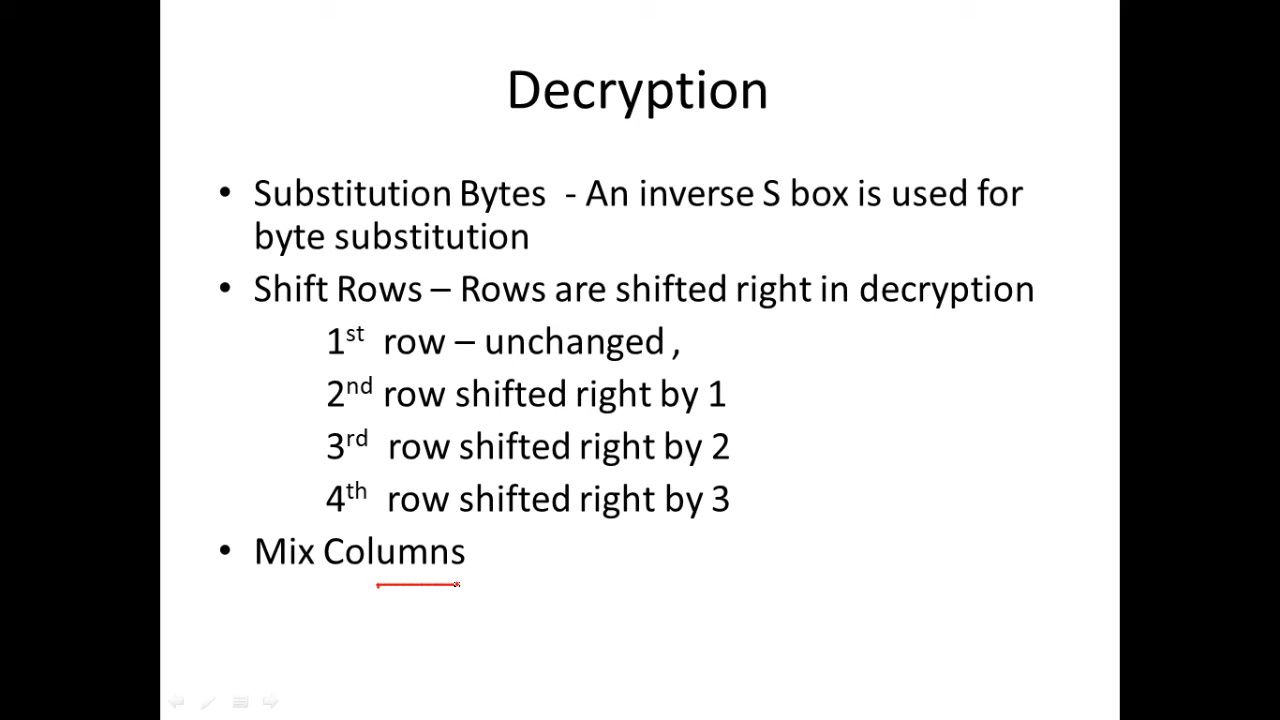 Decryption
• Substitution Bytes - An inverse S box is used for
byte substitution
• Shift Rows – Rows are shifted right in decryption
1st row – unchanged ,
2nd row shifted right by 1
3rd row shifted right by 2
4th row shifted right by 3
• Mix Columns